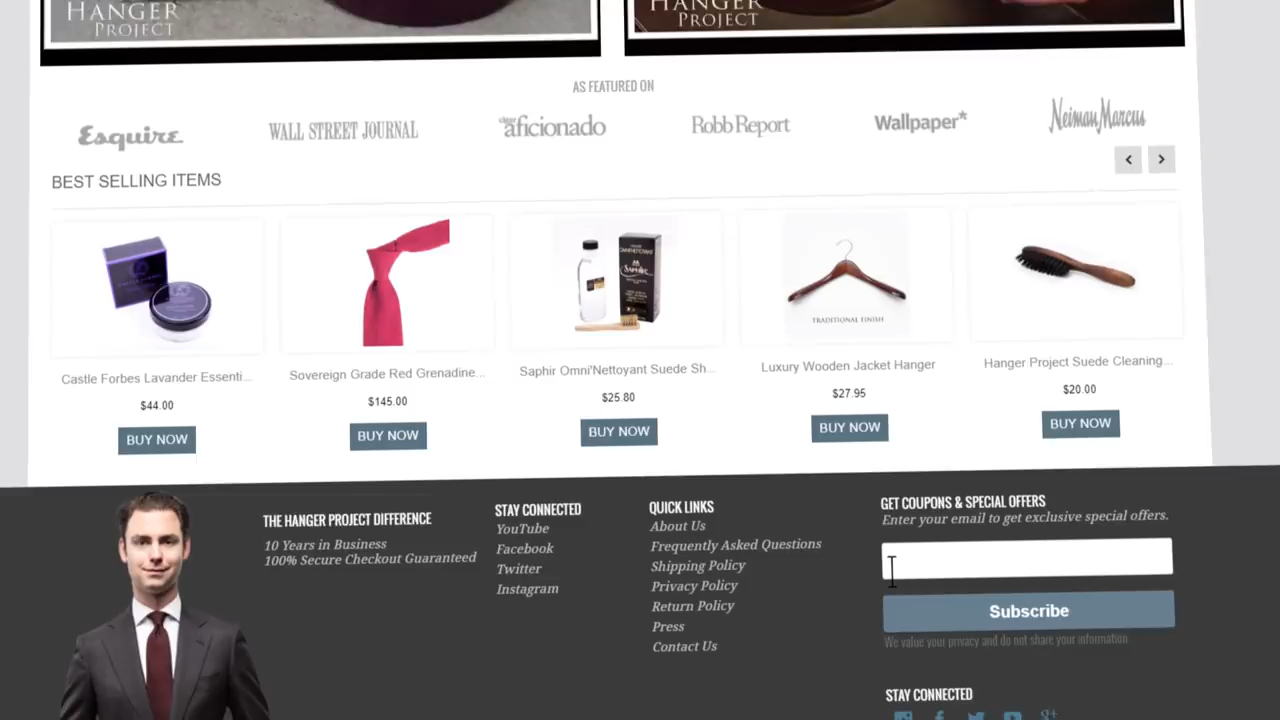 HANGER
PROJECT
HANGER
PROJECT
AS FEATURED ON
Esquire
WALL STREET JOURNAL
cigar aficionado
Robb Report
Wallpaper*
Neiman Marcus
BEST SELLING ITEMS
SAPHIR
TRADITIONAL FINISH
Castle Forbes Lavander Essenti...
Sovereign Grade Red Grenadine...
Saphir Omni'Nettoyant Suede Sh...
Luxury Wooden Jacket Hanger
Hanger Project Suede Cleaning...
$44.00
$145.00
$25.80
$27.95
$20.00
BUY NOW
BUY NOW
BUY NOW
BUY NOW
BUY NOW
THE HANGER PROJECT DIFFERENCE
10 Years in Business
100% Secure Checkout Guaranteed
STAY CONNECTED
YouTube
Facebook
Twitter
Instagram
QUICK LINKS
About Us
Frequently Asked Questions
Shipping Policy
Privacy Policy
Return Policy
Press
Contact Us
GET COUPONS & SPECIAL OFFERS
Enter your email to get exclusive special offers.
Subscribe
We value your privacy and do not share your information
STAY CONNECTED